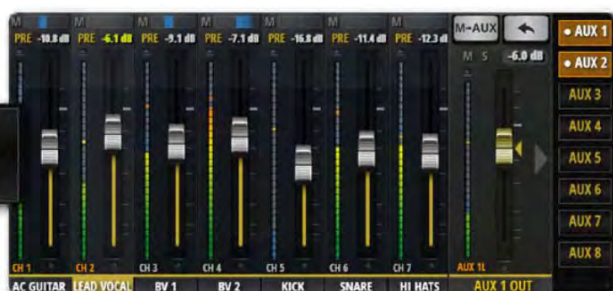 M M M M M M M M→AUX
PRE -10.8 dB PRE -6.1 dB PRE -9.1 dB PRE -7.1 dB PRE -16.8 dB PRE -11.4 dB PRE -12.3 d
M S -6.0 dB
• AUX 1
• AUX 2
AUX 3
AUX 4
AUX 5
AUX 6
AUX 7
AUX 8
CH 1 CH 2 CH 3 CH 4 CH 5 CH 6 CH 7 AUX 1L
AC GUITAR LEAD VOCAL BV 1 BV 2 KICK SNARE HI HATS AUX 1 OUT